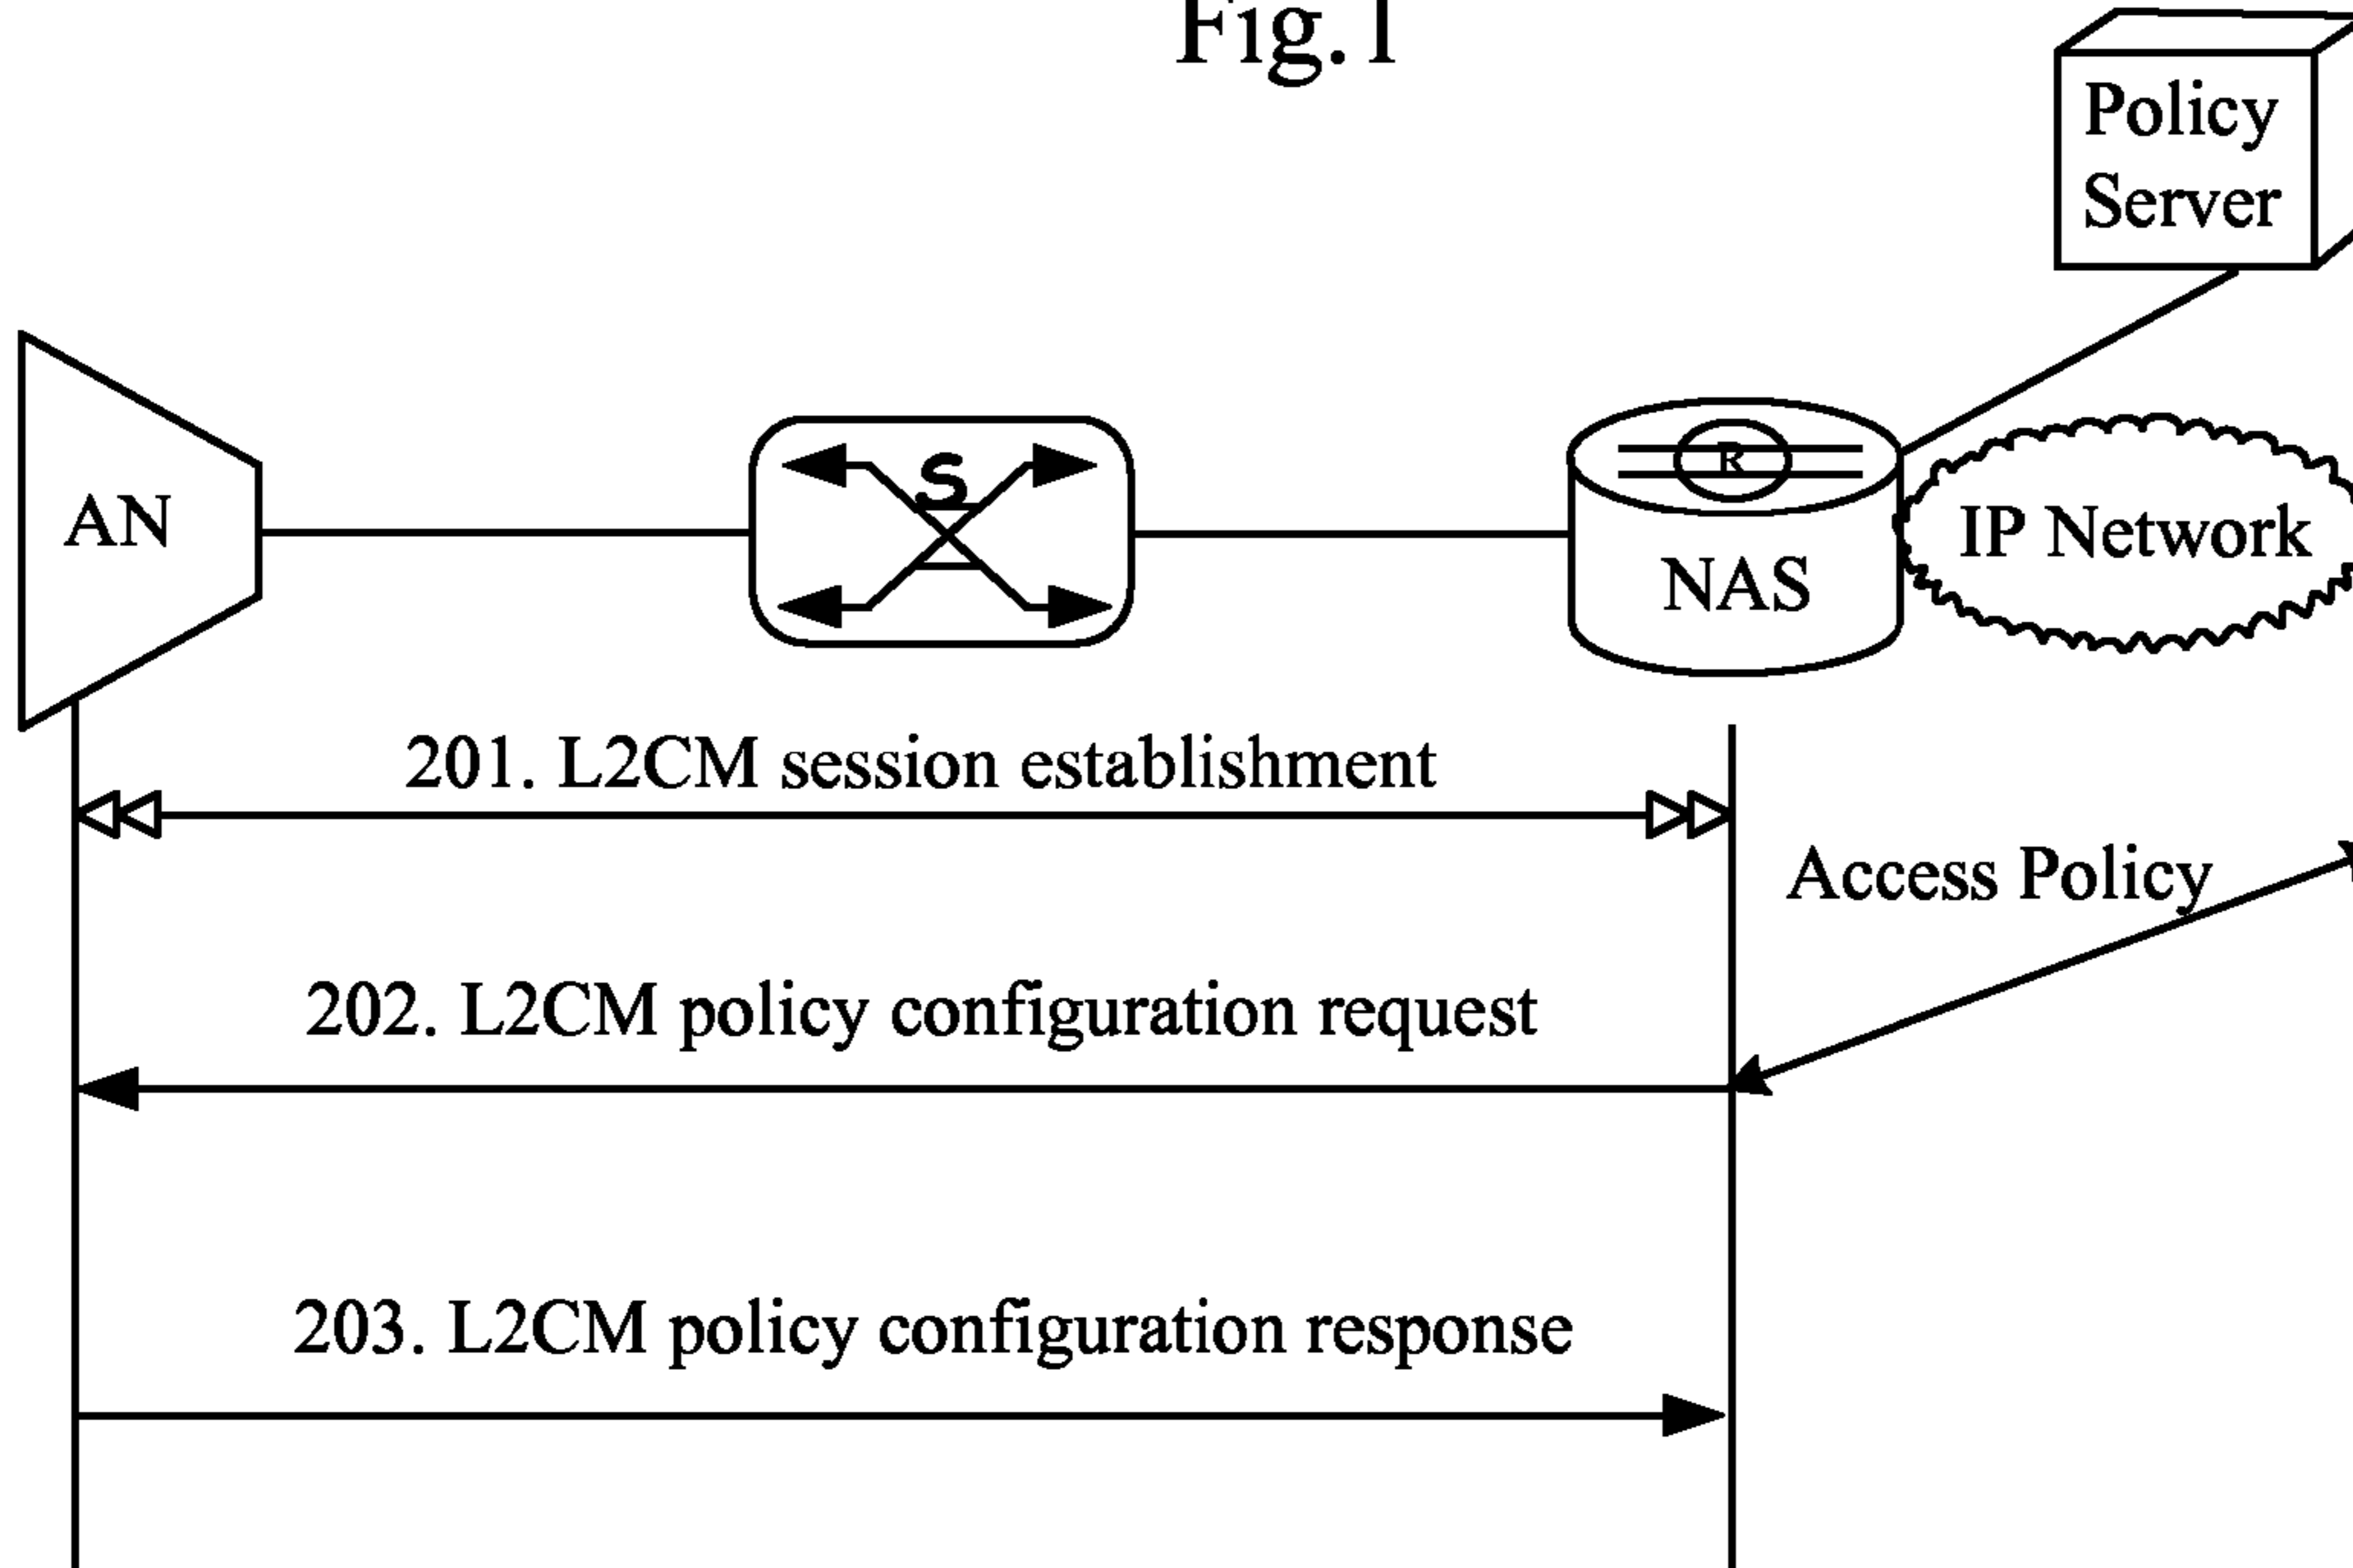 Fig.1
Policy
Server
S
R
AN
IP Network
NAS
201. L2CM session establishment
Access Policy
202. L2CM policy configuration request
203. L2CM policy configuration response